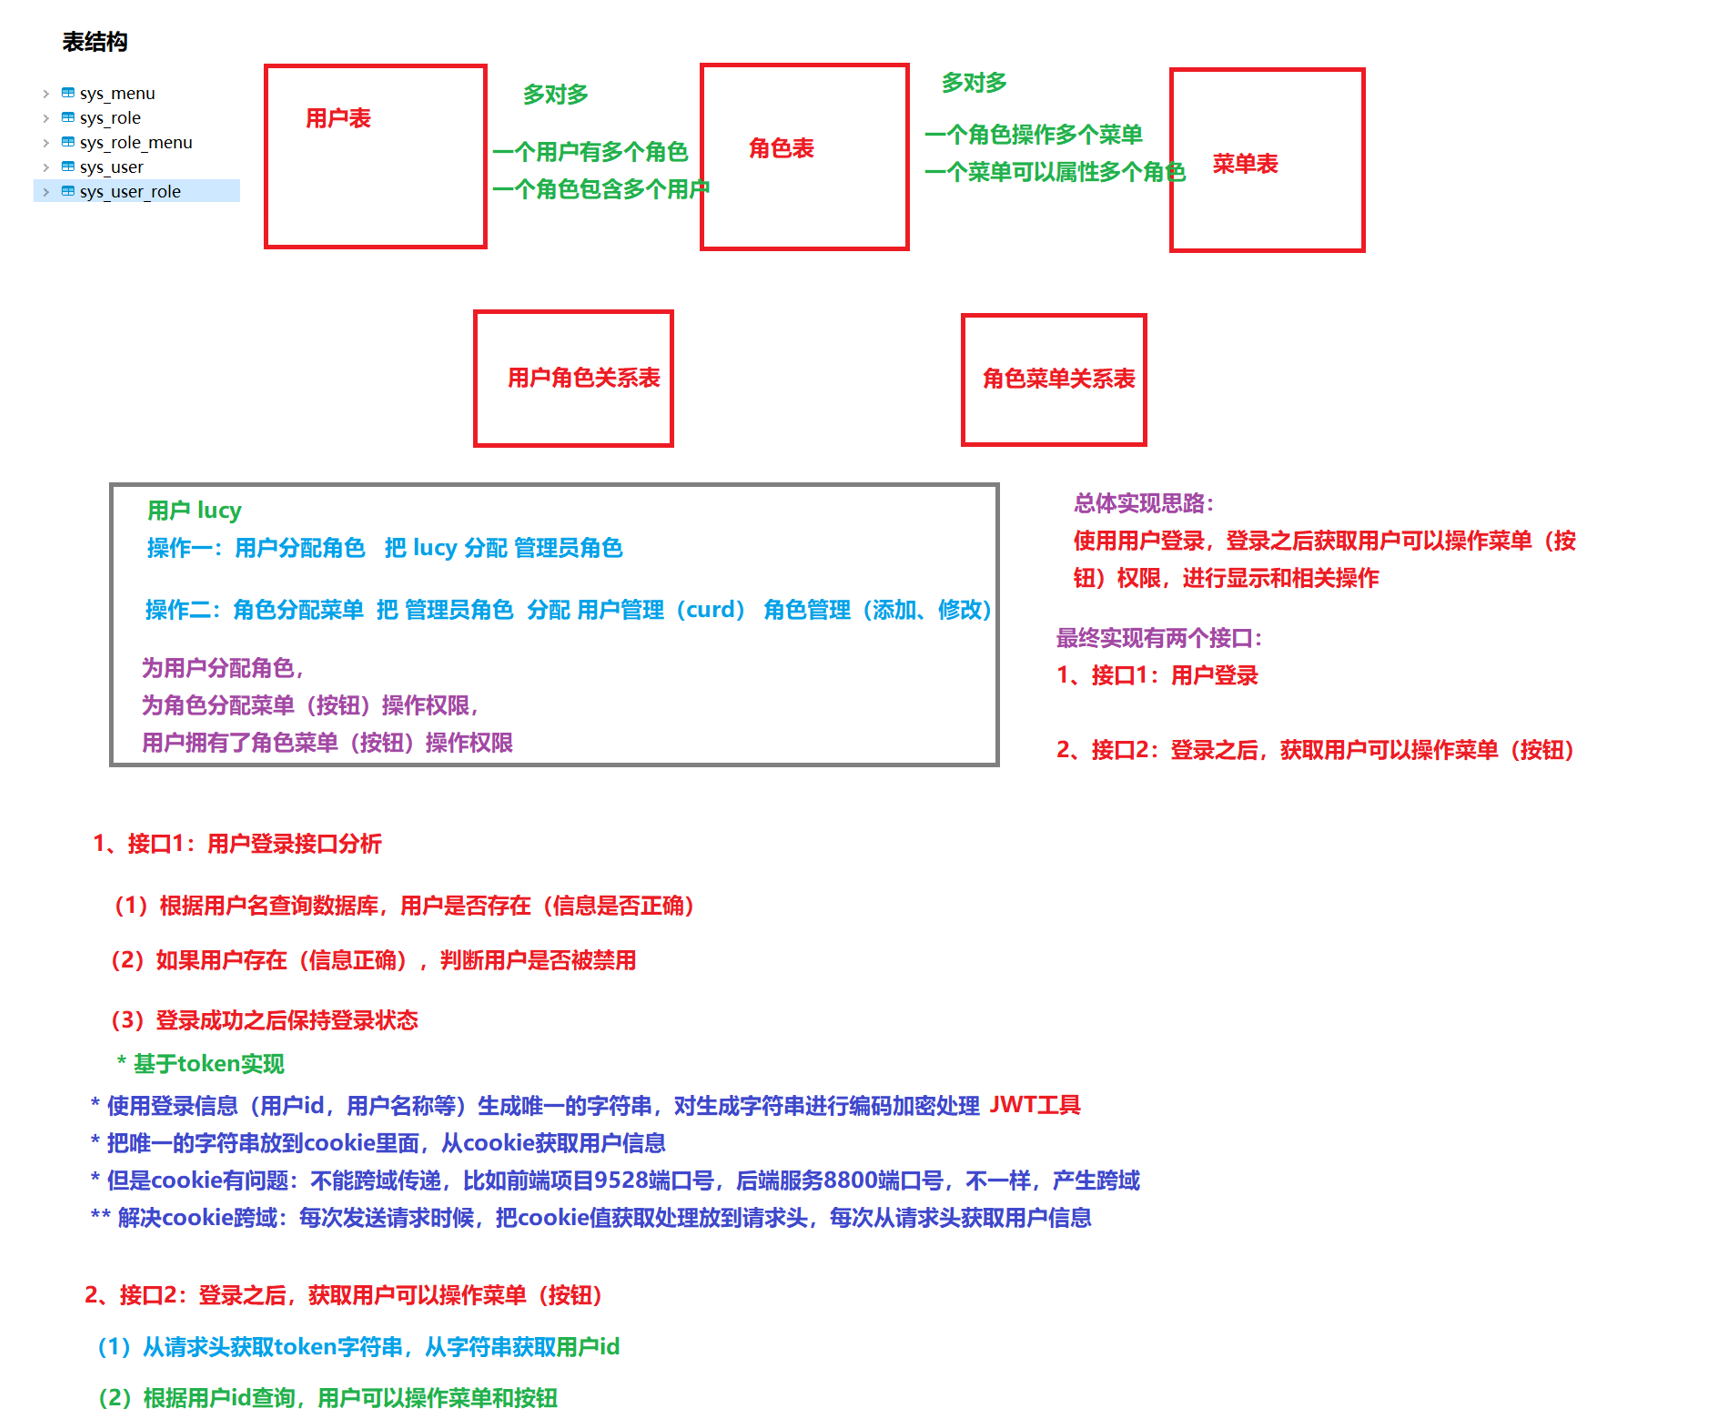 表结构
sys_menu
sys_role
sys_role_menu
sys_user
sys_user_role
用户表
多对多
一个用户有多个角色
一个角色包含多个用户
角色表
多对多
一个角色操作多个菜单
一个菜单可以属性多个角色
菜单表
用户角色关系表
角色菜单关系表
用户 lucy
操作一：用户分配角色 把 lucy 分配 管理员角色
操作二：角色分配菜单 把 管理员角色 分配 用户管理（curd） 角色管理（添加、修改）
为用户分配角色，
为角色分配菜单（按钮）操作权限，
用户拥有了角色菜单（按钮）操作权限
总体实现思路：
使用用户登录，登录之后获取用户可以操作菜单（按
钮）权限，进行显示和相关操作
最终实现有两个接口：
1、接口1：用户登录
2、接口2：登录之后，获取用户可以操作菜单（按钮）
1、接口1：用户登录接口分析
（1）根据用户名查询数据库，用户是否存在（信息是否正确）
（2）如果用户存在（信息正确），判断用户是否被禁用
（3）登录成功之后保持登录状态
* 基于token实现
* 使用登录信息（用户id，用户名称等）生成唯一的字符串，对生成字符串进行编码加密处理 JWT工具
* 把唯一的字符串放到cookie里面，从cookie获取用户信息
* 但是cookie有问题：不能跨域传递，比如前端项目9528端口号，后端服务8800端口号，不一样，产生跨域
** 解决cookie跨域：每次发送请求时候，把cookie值获取处理放到请求头，每次从请求头获取用户信息
2、接口2：登录之后，获取用户可以操作菜单（按钮）
（1）从请求头获取token字符串，从字符串获取用户id
（2）根据用户id查询，用户可以操作菜单和按钮